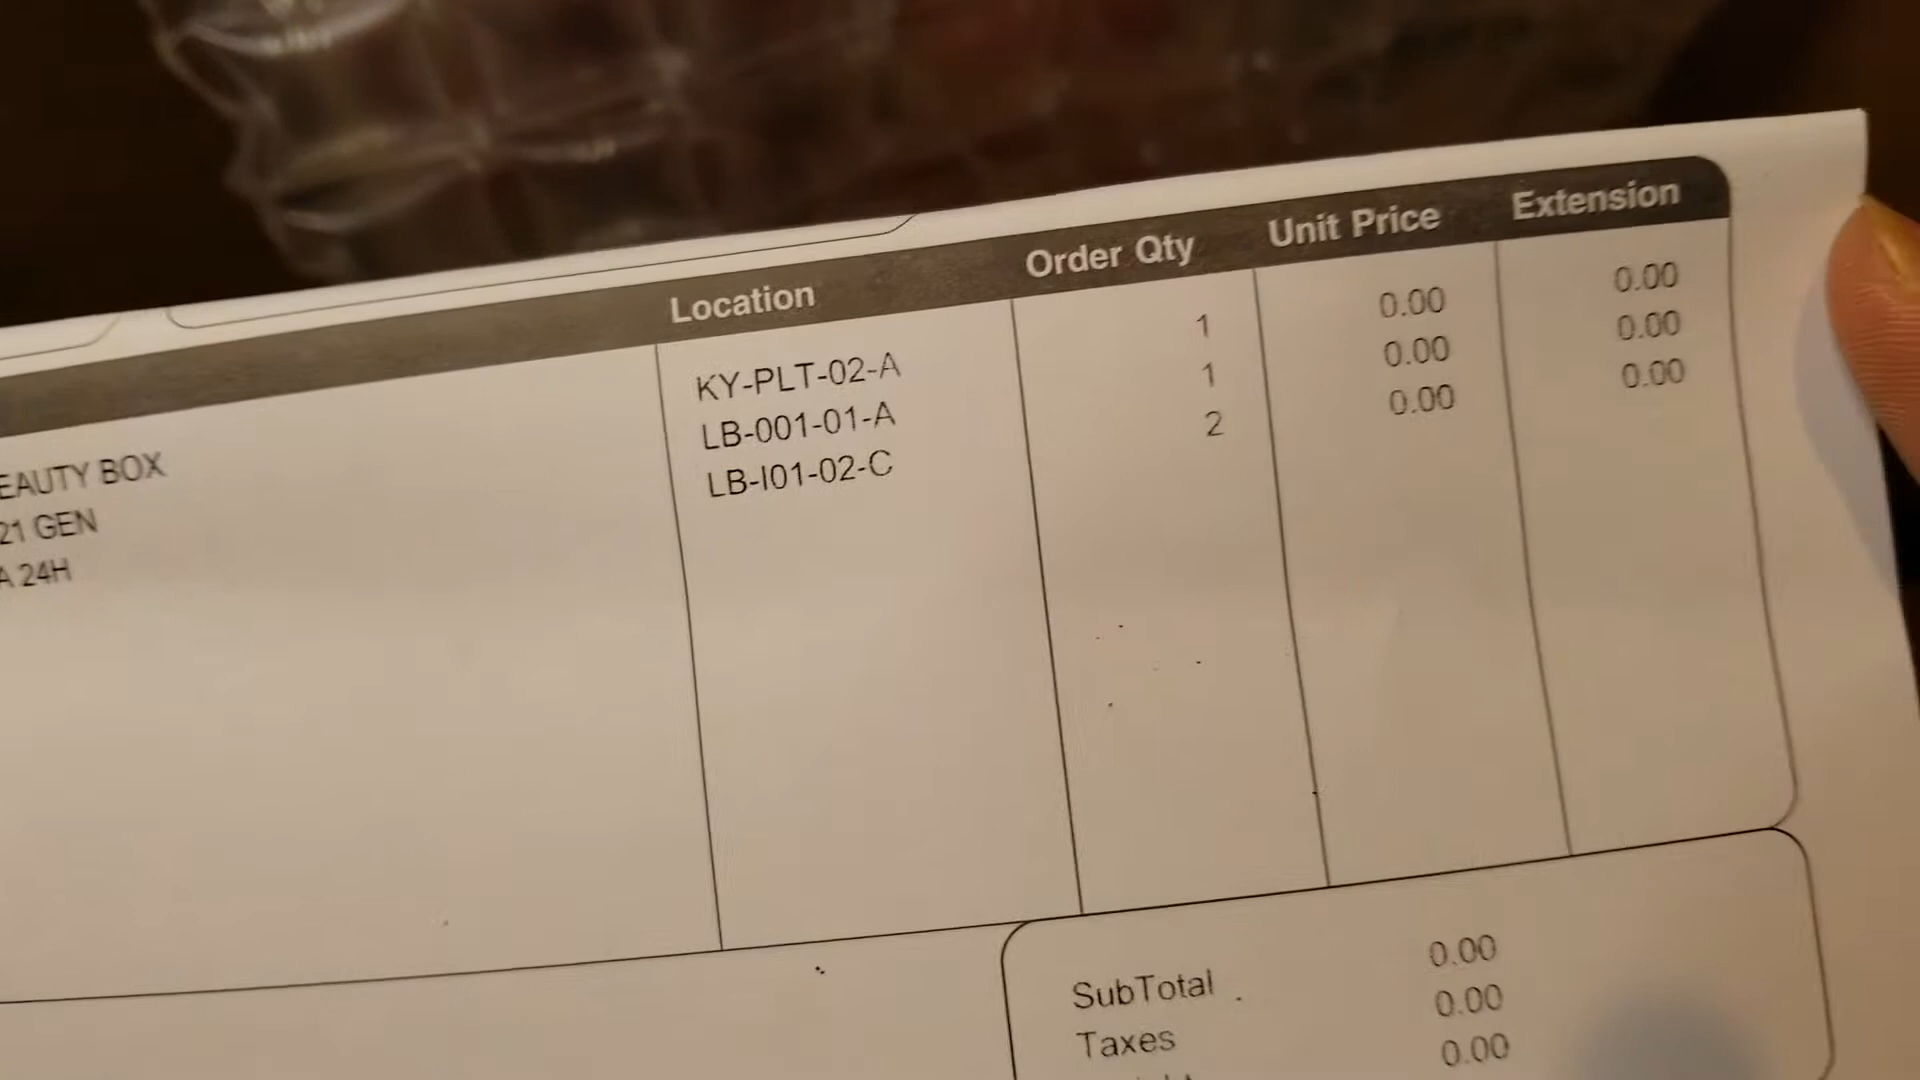 Location Order Qty Unit Price Extension
BOX KY-PLT-02-A 1 0.00 0.00
21 GEN LB-001-01-A 1 0.00 0.00
24H LB-I01-02-C 2 0.00 0.00
SubTotal 0.00
Taxes 0.00
0.00